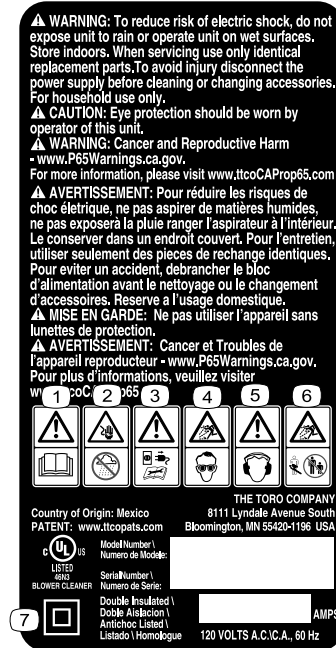 ⚠ WARNING: To reduce risk of electric shock, do not
expose unit to rain or operate unit on wet surfaces.
Store indoors. When servicing use only identical
replacement parts.To avoid injury disconnect the
power supply before cleaning or changing accessories.
For household use only.
⚠ CAUTION: Eye protection should be worn by
operator of this unit.
⚠ WARNING: Cancer and Reproductive Harm
- www.P65Warnings.ca.gov.
For more information, please visit www.ttcoCAProp65.com
⚠ AVERTISSEMENT: Pour réduire les risques de
choc életrique, ne pas aspirer de matières humides,
ne pas exposerà la pluie ranger l'aspirateur à l'intérieur.
Le conserver dans un endroit couvert. Pour l'entretien,
utiliser seulement des pieces de rechange identiques.
Pour eviter un accident, debrancher le bloc
d'alimentation avant le nettoyage ou le changement
d'accessoires. Reserve a l'usage domestique.
⚠ MISE EN GARDE: Ne pas utiliser l'appareil sans
lunettes de protection.
⚠ AVERTISSEMENT: Cancer et Troubles de
l'appareil reproducteur - www.P65Warnings.ca.gov.
Pour plus d'informations, veuillez visiter
1 2 3 4 5 6
THE TORO COMPANY
Country of Origin: Mexico 8111 Lyndale Avenue South
PATENT: www.ttcopats.com Bloomington, MN 55420-1196 USA
c UL US
LISTED
46N3
BLOWER CLEANER
Model Number \
Numero de Modele:
Serial Number \
Numero de Serie:
7
Double Insulated \
Doble Aislacion \
Antichoc Listed \
Listado \ Homologue
AMPS
120 VOLTS A.C.\C.A., 60 Hz